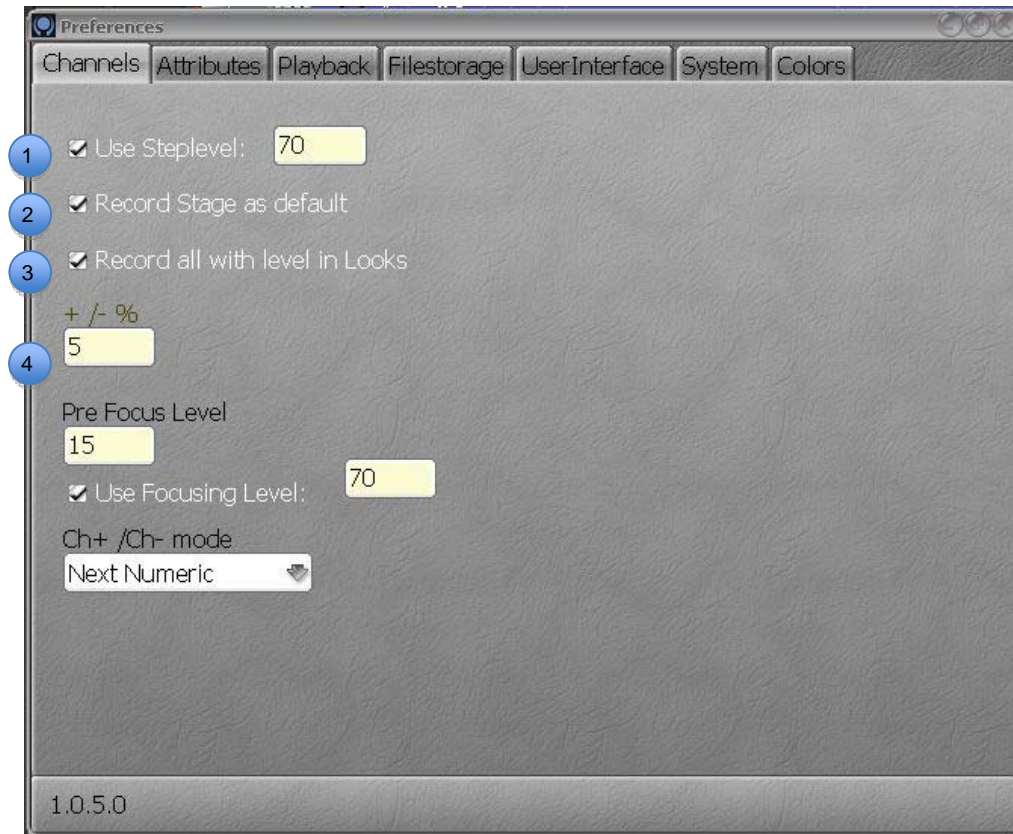 Preferences
Channels Attributes Playback Filestorage UserInterface System Colors
1 Use Steplevel: 70
2 Record Stage as default
3 Record all with level in Looks
+ /- %
4 5
Pre Focus Level
15
Use Focusing Level: 70
Ch+ /Ch- mode
Next Numeric
1.0.5.0